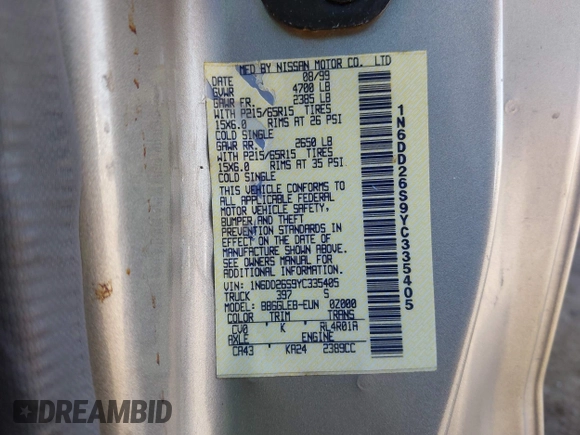 MFD BY NISSAN MOTOR CO., LTD
DATE 08/99
GVWR 4700 LB
GAWR FR. 2385 LB
WITH P215/65R15
15X6.0 RIMS AT 26 PSI
COLD SINGLE
GAWR RR. 2650 LB
WITH P215/65R15
15X6.0 RIMS AT 35 PSI
COLD SINGLE
THIS VEHICLE CONFORMS TO
ALL APPLICABLE FEDERAL
MOTOR VEHICLE SAFETY,
BUMPER AND THEFT
PREVENTION STANDARDS IN
EFFECT ON THE DATE OF
MANUFACTURE SHOWN ABOVE.
SEE OWNERS MANUAL FOR
ADDITIONAL INFORMATION
VIN: 1N6DD26S9YC335405
TRUCK 397 S
MODEL: BBSGLEB-EUN 0Z000
COLOR TRIM TRANS
CV0 K RL4R01A
AXLE ENGINE
CA43 KA24 2389CC
1N6DD26S9YC335405
DREAMBID